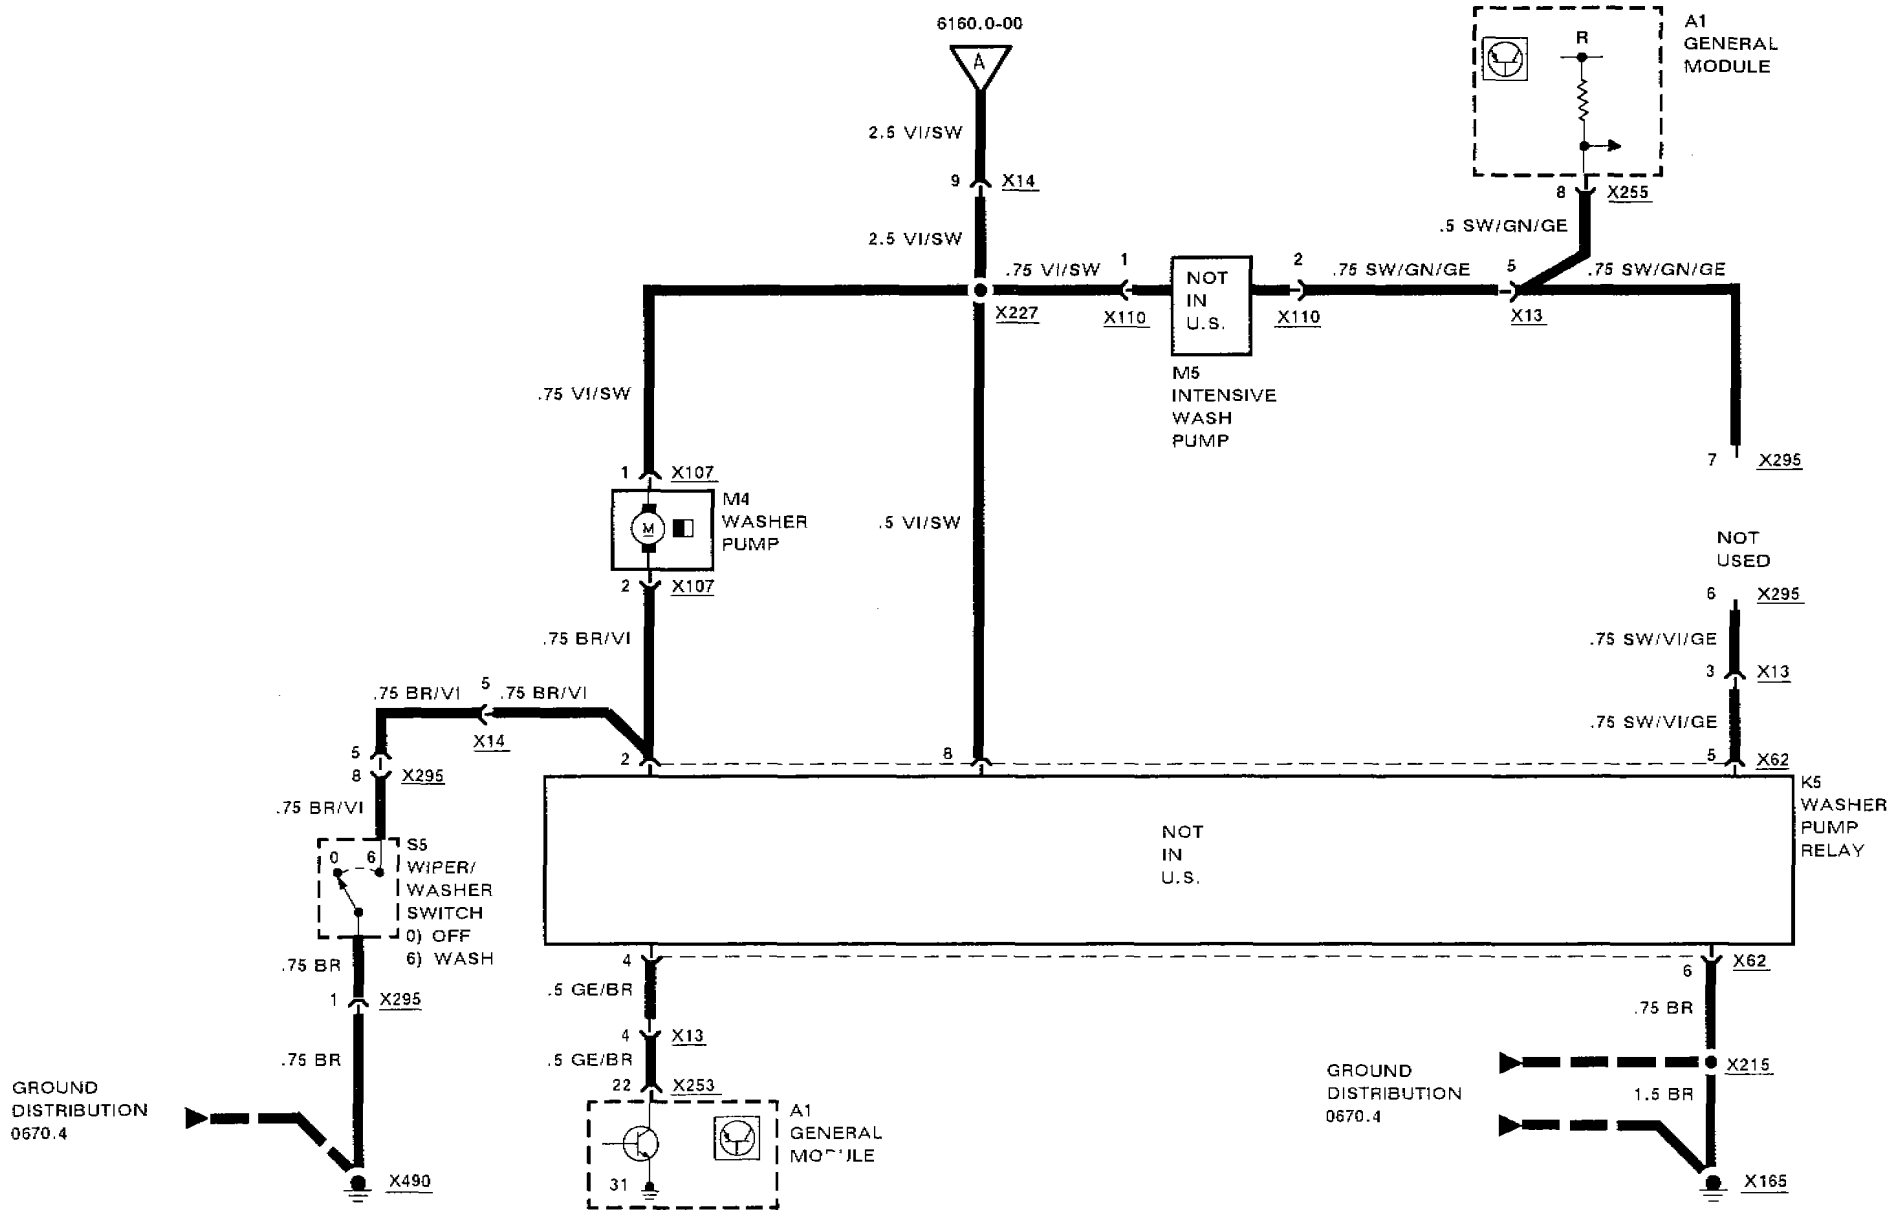 6160.0-00
A
A1
GENERAL
MODULE
R
2.5 VI/SW
9 X14
8 X255
.5 SW/GN/GE
2.5 VI/SW
.75 VI/SW
1
2
.75 SW/GN/GE
5
.75 SW/GN/GE
NOT
IN
U.S.
X227
X110
X110
X13
M5
INTENSIVE
WASH
PUMP
.75 VI/SW
7 X295
1 X107
M4
WASHER
PUMP
M
.5 VI/SW
NOT
USED
2 X107
6 X295
.75 BR/VI
.75 SW/VI/GE
3 X13
.75 BR/VI
5
.75 BR/VI
.75 SW/VI/GE
X14
5
8 X295
2
8
5 X62
.75 BR/VI
K5
WASHER
PUMP
RELAY
NOT
IN
U.S.
S5
WIPER/
WASHER
SWITCH
0) OFF
6) WASH
0 6
.75 BR
4
6 X62
.5 GE/BR
.75 BR
1 X295
4 X13
.75 BR
.5 GE/BR
22 X253
X215
GROUND
DISTRIBUTION
0670.4
GROUND
DISTRIBUTION
0670.4
1.5 BR
A1
GENERAL
31
X490
X165